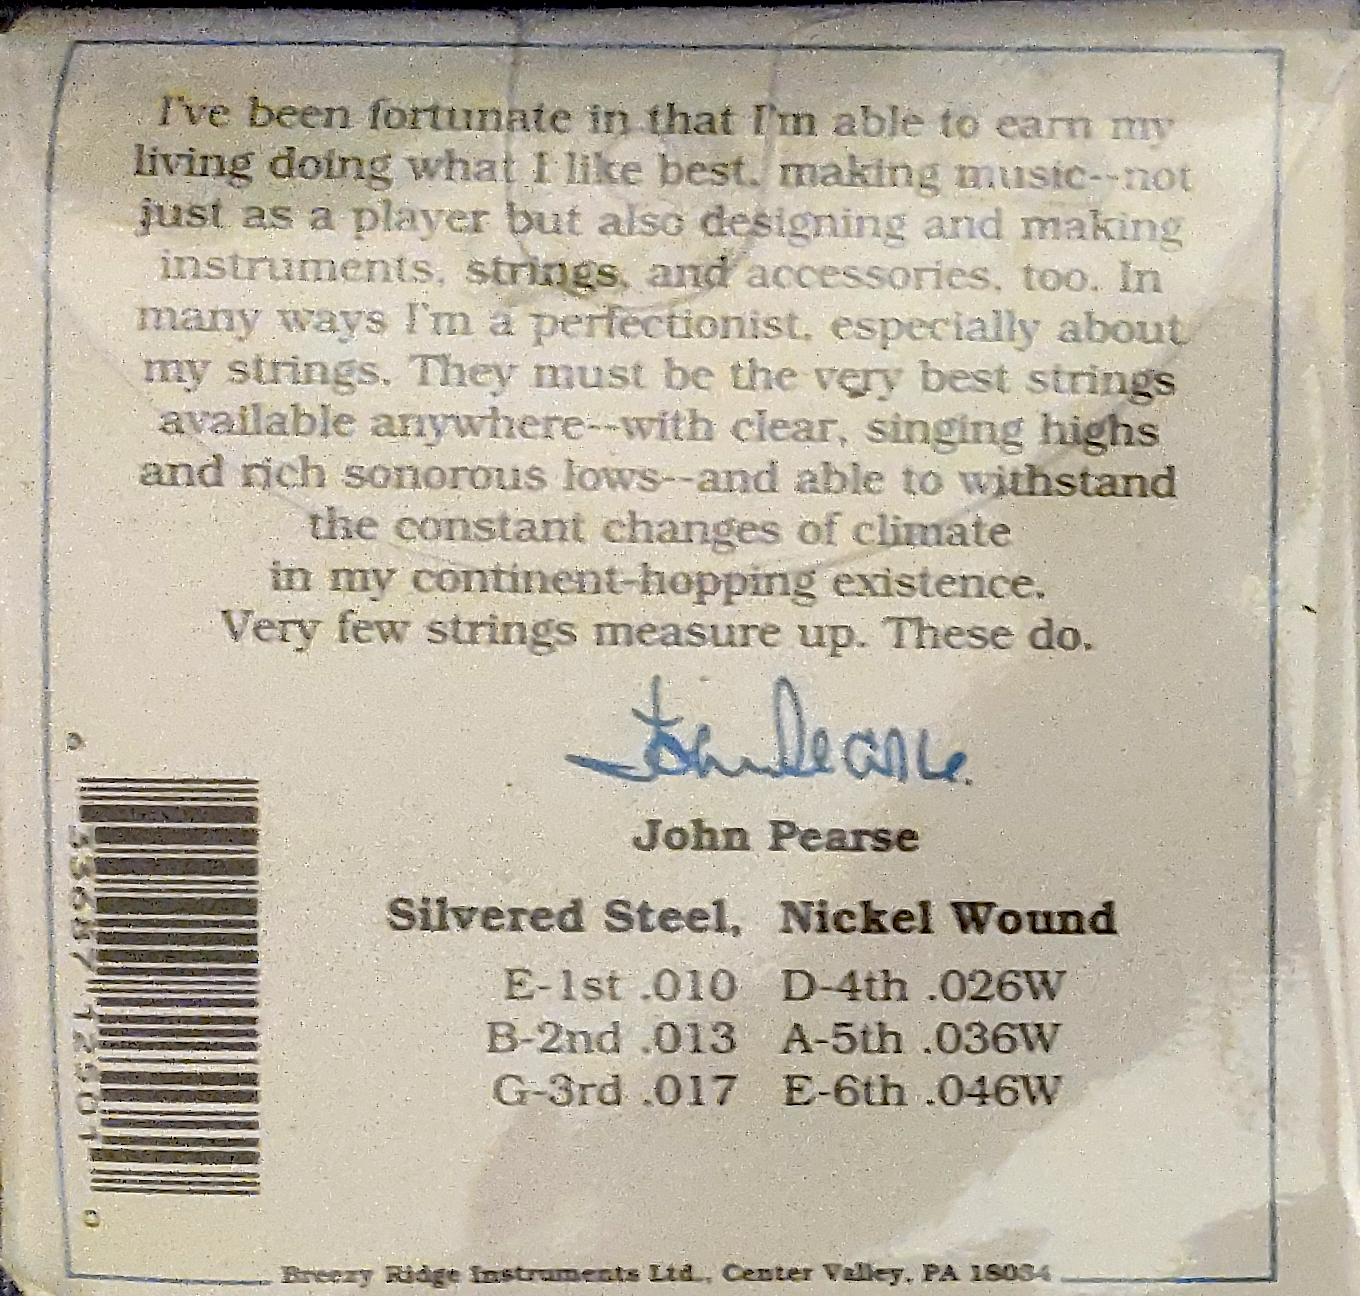 I've been fortunate in that I'm able to earn my
living doing what I like best, making music--not
just as a player but also designing and making
instruments, strings, and accessories, too. In
many ways I'm a perfectionist, especially about
my strings. They must be the very best strings
available anywhere--with clear, singing highs
and rich sonorous lows--and able to withstand
the constant changes of climate
in my continent-hopping existence.
Very few strings measure up. These do.
John Pearse.
John Pearse
Silvered Steel, Nickel Wound
E-1st .010 D-4th .026W
B-2nd .013 A-5th .036W
G-3rd .017 E-6th .046W
Breezy Ridge Instruments Ltd., Center Valley, PA 18034